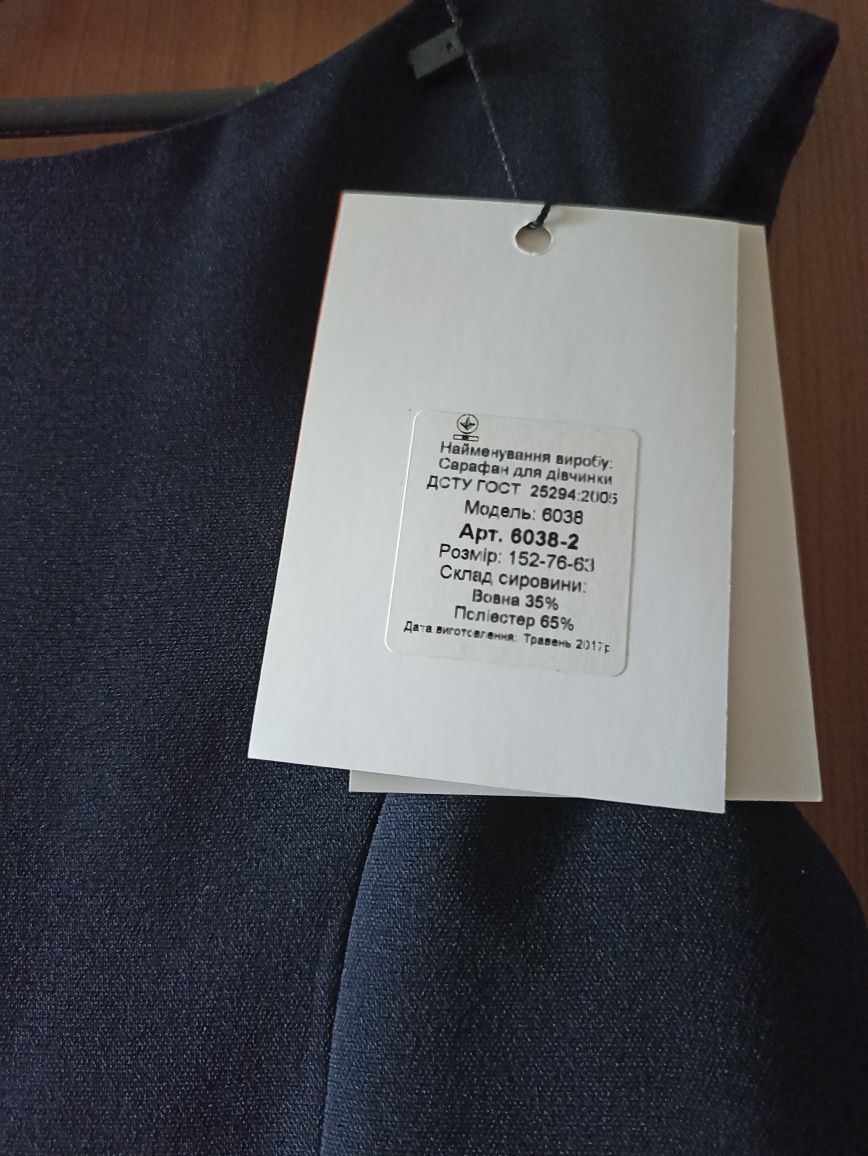 Найменування виробу:
Сарафан для дівчинки
ДСТУ ГОСТ 25294:2005
Модель: 6038
Арт. 6038-2
Розмір: 152-76-63
Склад сировини:
Вовна 35%
Поліестер 65%
Дата виготовлення: Травень 2017р